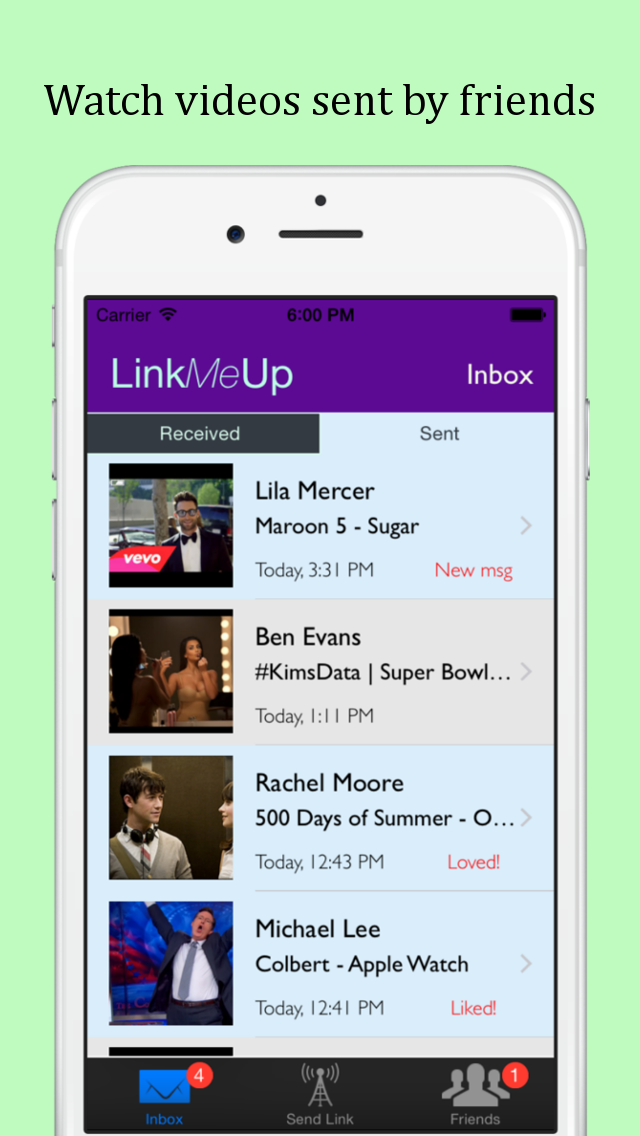 Watch videos sent by friends
Carrier 6:00 PM
LinkMeUp Inbox
Received Sent
Lila Mercer
Maroon 5 - Sugar
vevo
Today, 3:31 PM New msg
Ben Evans
#KimsData | Super Bowl...
Today, 1:11 PM
Rachel Moore
500 Days of Summer - O...
Today, 12:43 PM Loved!
Michael Lee
Colbert - Apple Watch
Today, 12:41 PM Liked!
4 1
Inbox Send Link Friends